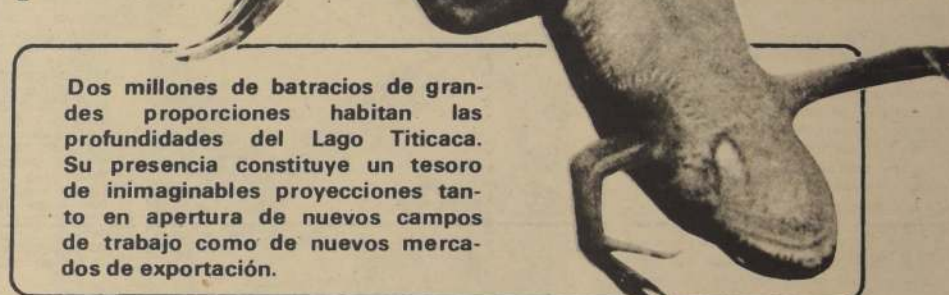 Dos millones de batracios de gran-
des proporciones habitan las
profundidades del Lago Titicaca.
Su presencia constituye un tesoro
de inimaginables proyecciones tan-
to en apertura de nuevos campos
de trabajo como de nuevos merca-
dos de exportación.